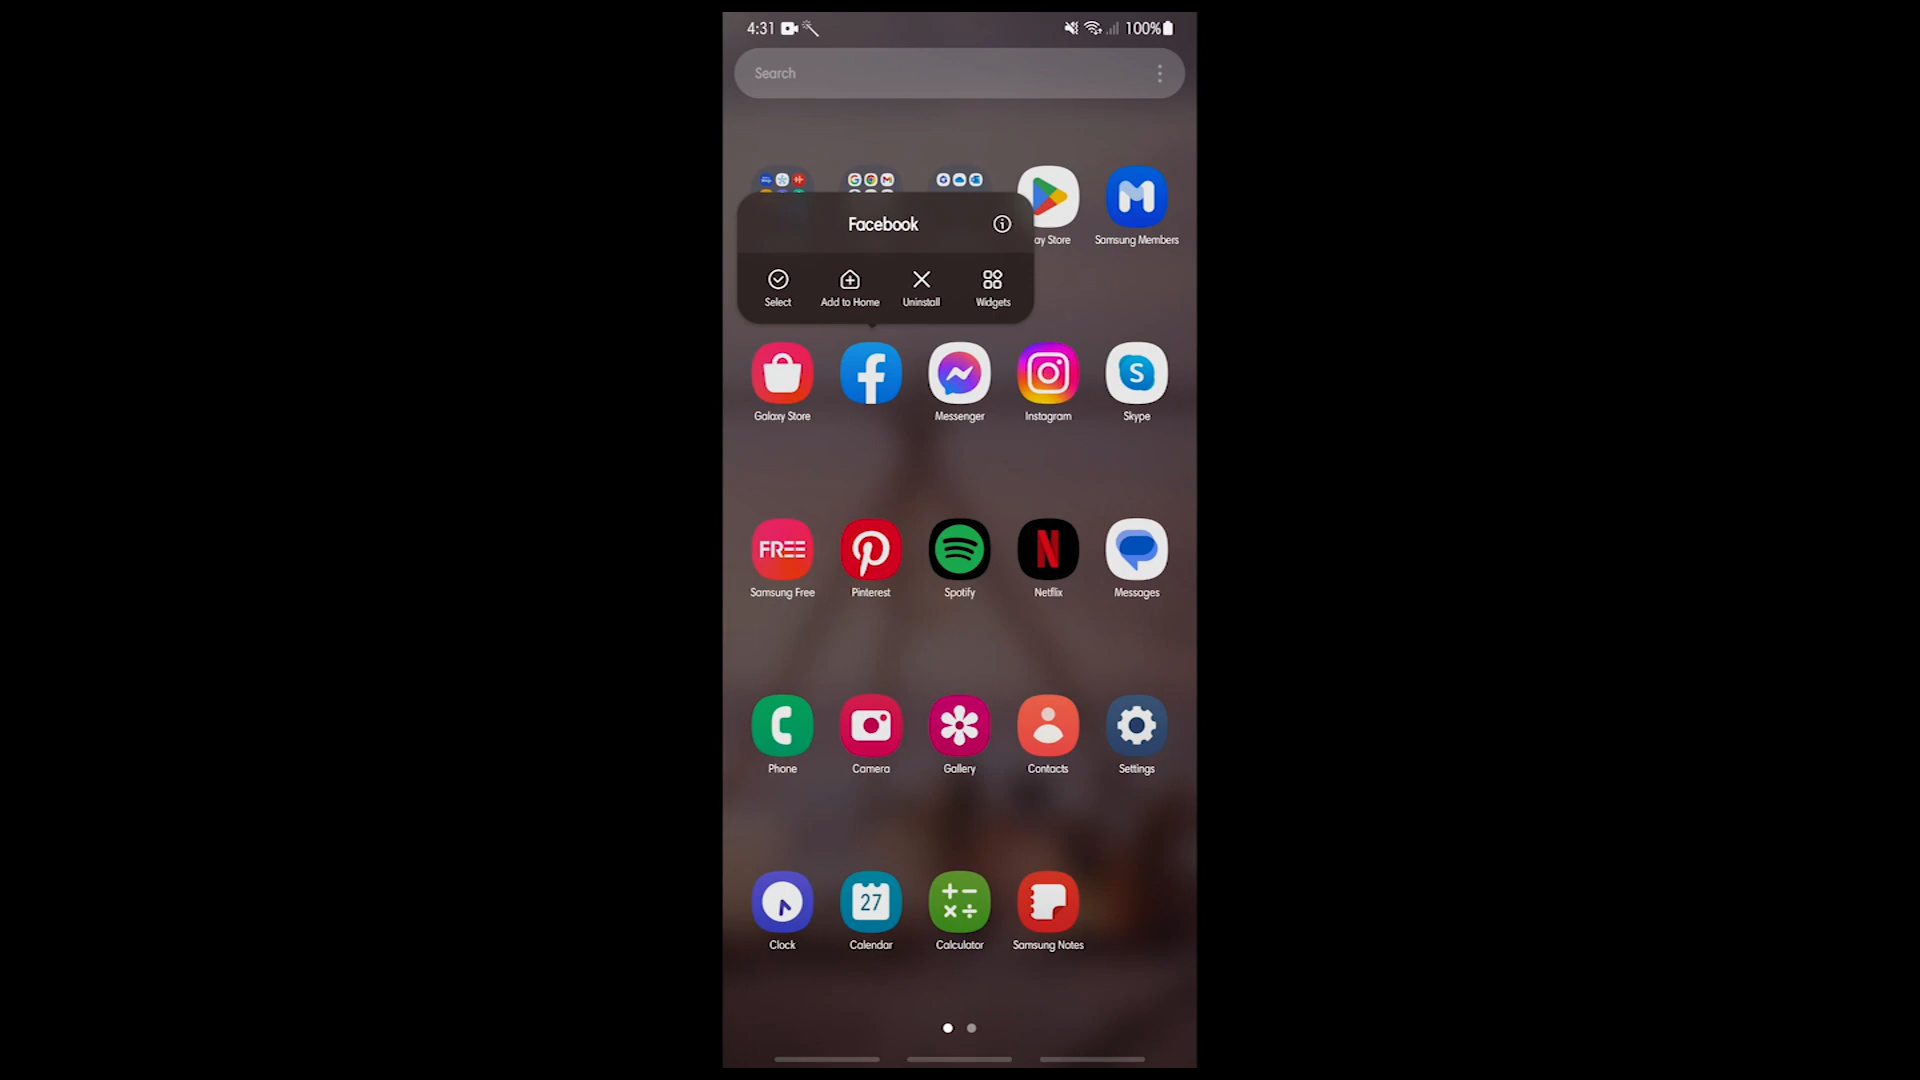 4:31
100%
Search
Facebook
ay Store
Samsung Members
Select
Add to Home
Uninstall
Widgets
Galaxy Store
Messenger
Instagram
Skype
FREE
Samsung Free
Pinterest
Spotify
Netflix
Messages
Phone
Camera
Gallery
Contacts
Settings
27
Clock
Calendar
Calculator
Samsung Notes